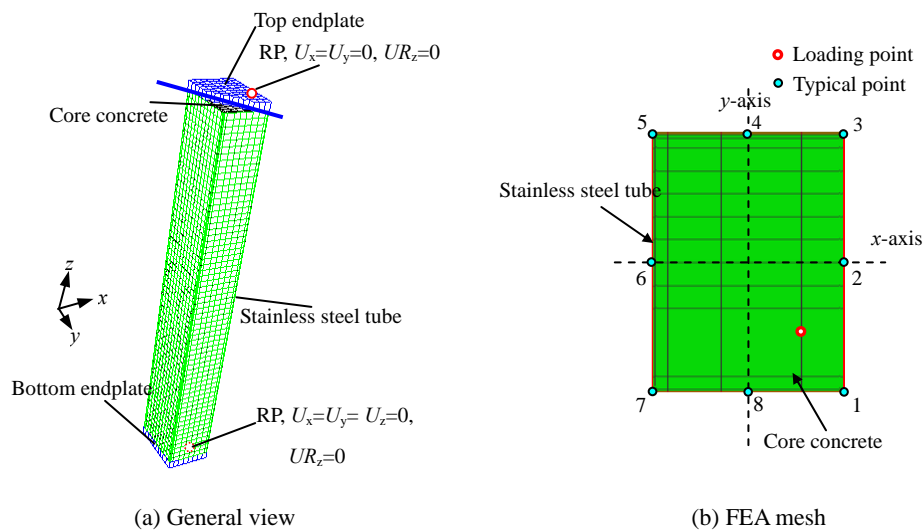 Top endplate
RP, Ux=Uy=0, URz=0
Core concrete
z
x
y
Stainless steel tube
Bottom endplate
RP, Ux=Uy= Uz=0,
URz=0
(a) General view
Loading point
Typical point
y-axis
5
4
3
Stainless steel tube
x-axis
6
2
7
8
1
Core concrete
(b) FEA mesh